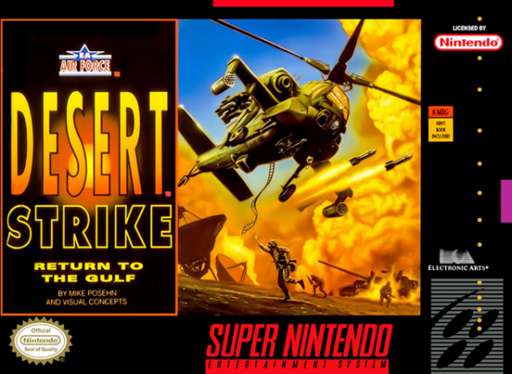 AIR FORCE
DESERT
STRIKE
RETURN TO
THE GULF
BY MIKE POSEHN
AND VISUAL CONCEPTS
Official
Nintendo
Seal of Quality
SUPER NINTENDO
ENTERTAINMENT SYSTEM
LICENSED BY
Nintendo
8 MEG
HINT
BOOK
INCLUDED
EA
ELECTRONIC ARTS®